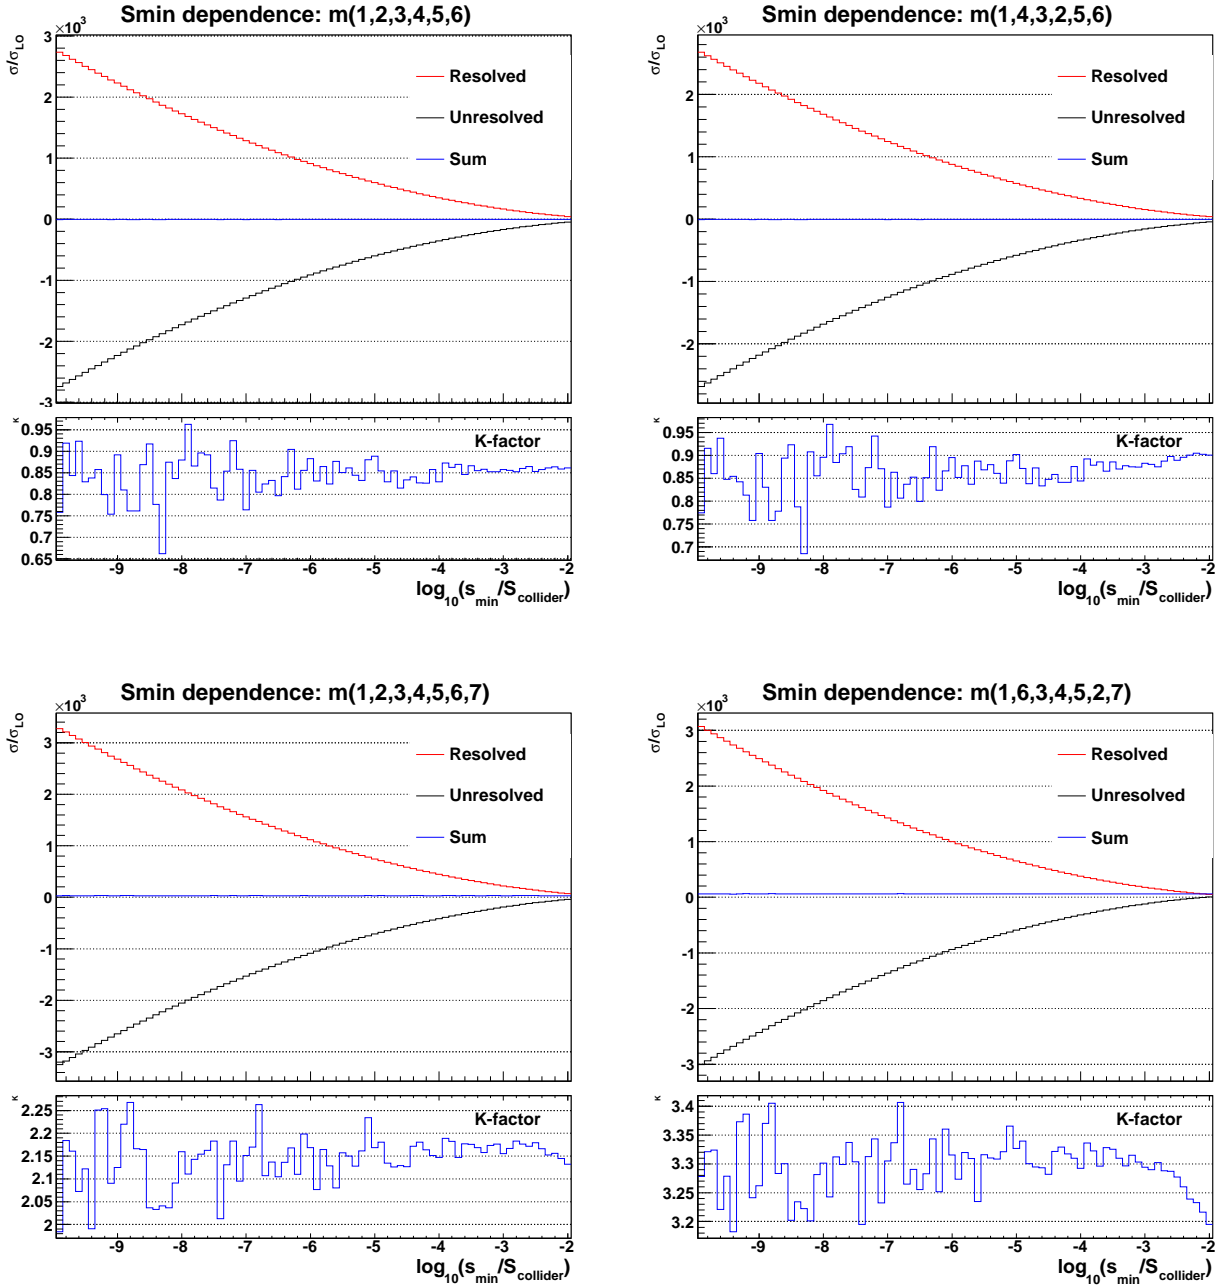 Smin dependence: m(1,2,3,4,5,6)
×10³
σ/σLO
3
2
1
0
-1
-2
-3
Resolved
Unresolved
Sum
κ
K-factor
0.95
0.9
0.85
0.8
0.75
0.7
0.65
-9 -8 -7 -6 -5 -4 -3 -2
log10(s_min/S_collider)
Smin dependence: m(1,4,3,2,5,6)
×10³
σ/σLO
2
1
0
-1
-2
Resolved
Unresolved
Sum
κ
K-factor
0.95
0.9
0.85
0.8
0.75
0.7
-9 -8 -7 -6 -5 -4 -3 -2
log10(s_min/S_collider)
Smin dependence: m(1,2,3,4,5,6,7)
×10³
σ/σLO
3
2
1
0
-1
-2
-3
Resolved
Unresolved
Sum
κ
K-factor
2.25
2.2
2.15
2.1
2.05
2
-9 -8 -7 -6 -5 -4 -3 -2
log10(s_min/S_collider)
Smin dependence: m(1,6,3,4,5,2,7)
×10³
σ/σLO
3
2
1
0
-1
-2
-3
Resolved
Unresolved
Sum
κ
K-factor
3.4
3.35
3.3
3.25
3.2
-9 -8 -7 -6 -5 -4 -3 -2
log10(s_min/S_collider)